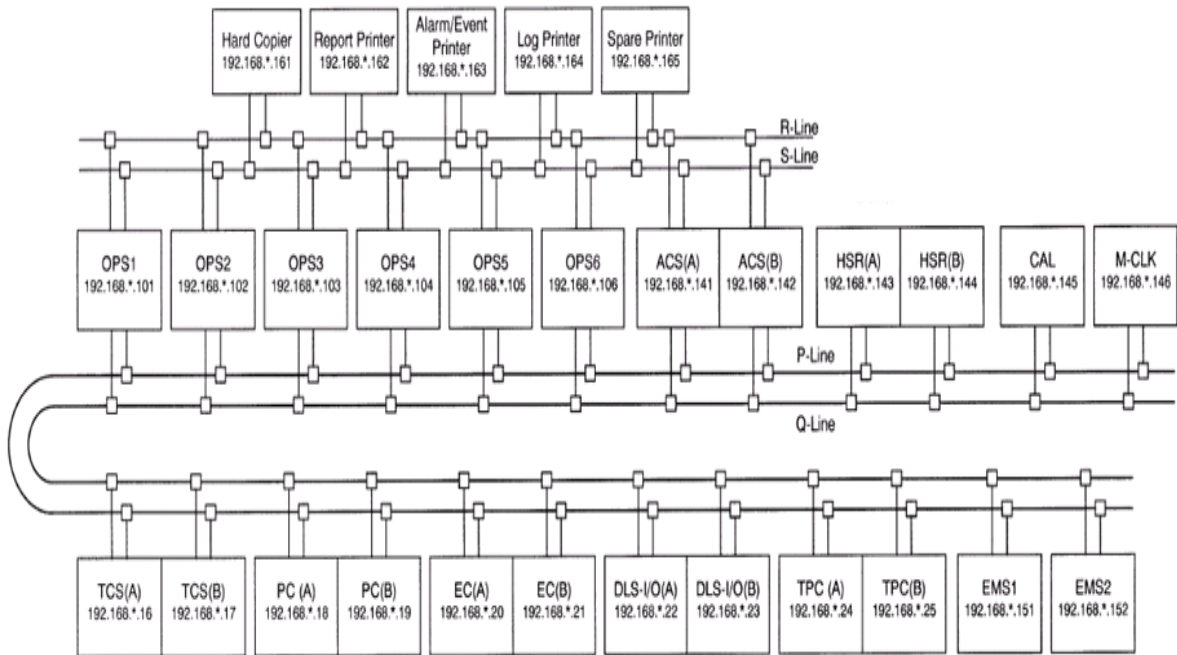 Hard Copier
192.168.*.161
Report Printer
192.168.*.162
Alarm/Event
Printer
192.168.*.163
Log Printer
192.168.*.164
Spare Printer
192.168.*.165
R-Line
S-Line
OPS1
192.168.*.101
OPS2
192.168.*.102
OPS3
192.168.*.103
OPS4
192.168.*.104
OPS5
192.168.*.105
OPS6
192.168.*.106
ACS(A)
192.168.*.141
ACS(B)
192.168.*.142
HSR(A)
192.168.*.143
HSR(B)
192.168.*.144
CAL
192.168.*.145
M-CLK
192.168.*.146
P-Line
Q-Line
TCS(A)
192.168.*.16
TCS(B)
192.168.*.17
PC (A)
192.168.*.18
PC(B)
192.168.*.19
EC(A)
192.168.*.20
EC(B)
192.168.*.21
DLS-I/O(A)
192.168.*.22
DLS-I/O(B)
192.168.*.23
TPC (A)
192.168.*.24
TPC(B)
192.168.*.25
EMS1
192.168.*.151
EMS2
192.168.*.152